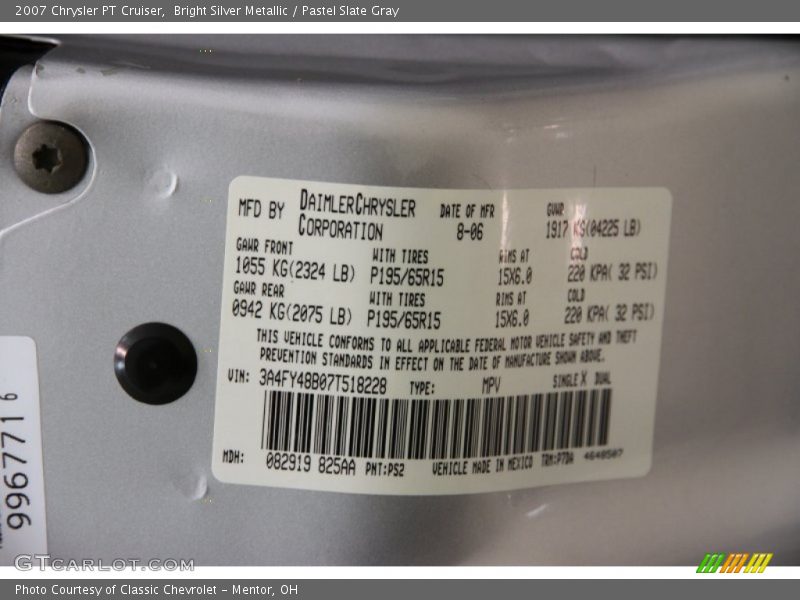 2007 Chrysler PT Cruiser, Bright Silver Metallic / Pastel Slate Gray
MFD BY DAIMLERCHRYSLER CORPORATION DATE OF MFR 8-06 GVWR 1917 KG(04225 LB)
GAWR FRONT WITH TIRES RIMS AT COLD
1055 KG(2324 LB) P195/65R15 15X6.0 220 KPA( 32 PSI)
GAWR REAR WITH TIRES RIMS AT COLD
0942 KG(2075 LB) P195/65R15 15X6.0 220 KPA( 32 PSI)
THIS VEHICLE CONFORMS TO ALL APPLICABLE FEDERAL MOTOR VEHICLE SAFETY AND THEFT
PREVENTION STANDARDS IN EFFECT ON THE DATE OF MANUFACTURE SHOWN ABOVE.
VIN: 3A4FY48B07T518228 TYPE: MPV SINGLE X DUAL
MDH: 082919 825AA PNT:PS2 VEHICLE MADE IN MEXICO TRM:P7DA 4648507
9967716
GTCARLOT.COM
Photo Courtesy of Classic Chevrolet - Mentor, OH